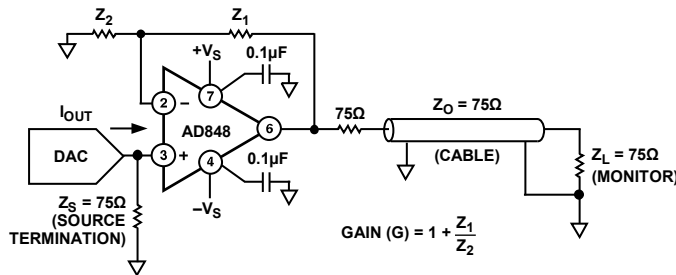 Z2
Z1
+VS
0.1µF
7
IOUT
2
–
AD848
6
75Ω
ZO = 75Ω
DAC
3
+
4
0.1µF
(CABLE)
ZL = 75Ω
(MONITOR)
ZS = 75Ω
(SOURCE
TERMINATION)
–VS
GAIN (G) = 1 + Z1
Z2